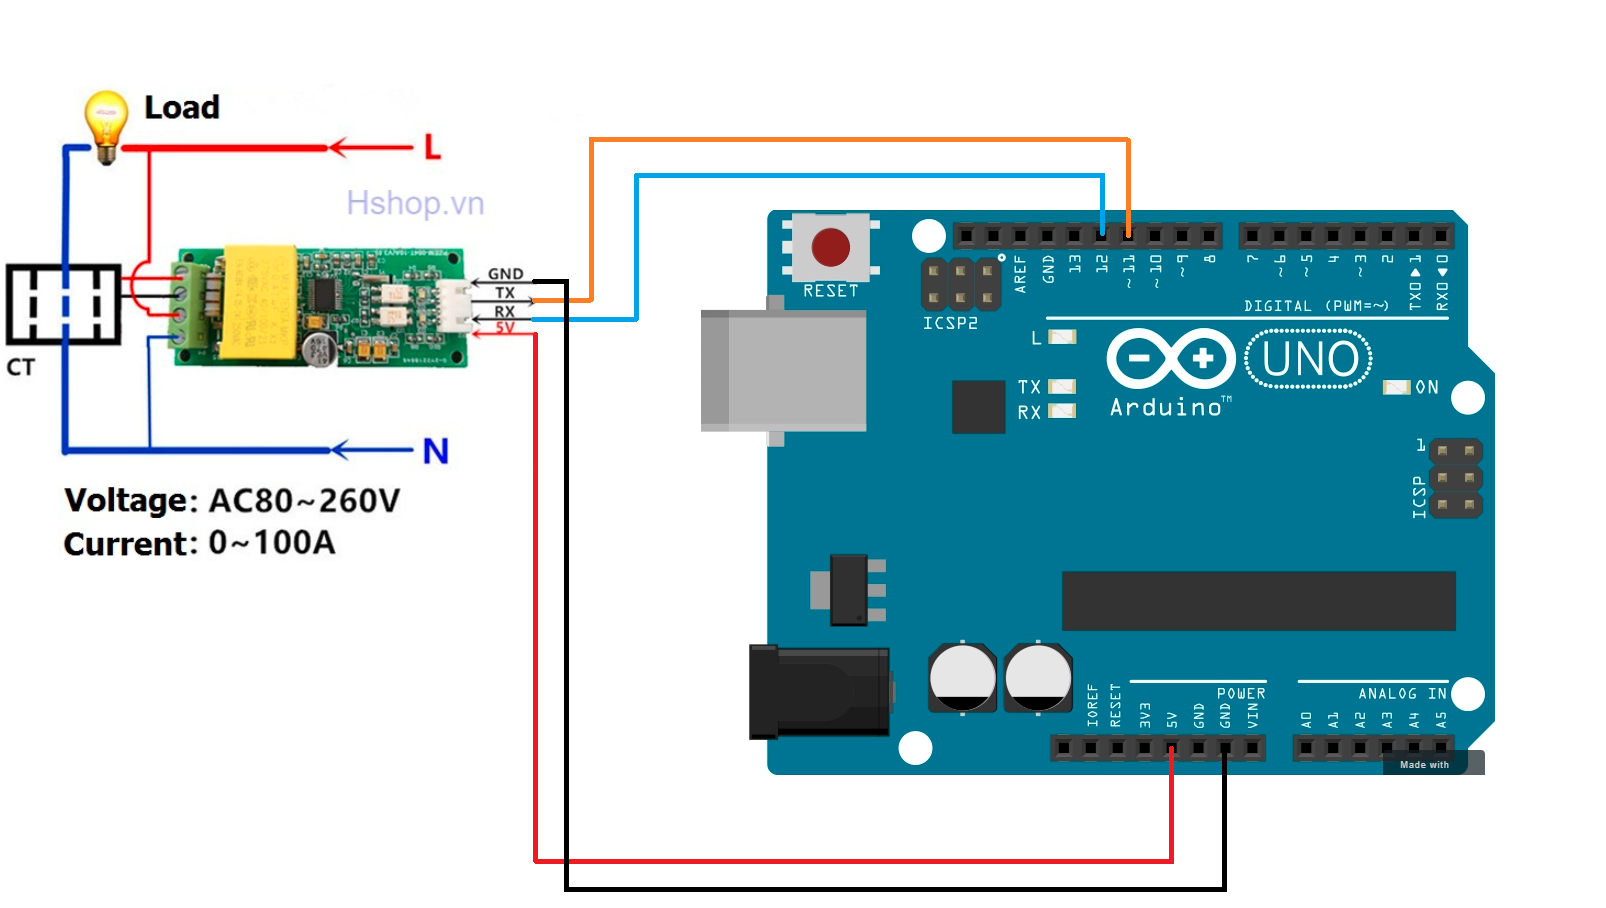 Load
L
Hshop.vn
GND
TX
RX
5V
CT
N
Voltage: AC80~260V
Current: 0~100A
RESET
ICSP2
AREF
GND
13
12
~11
~10
~9
8
7
~6
~5
4
~3
2
TXD▶1
RXD◀0
DIGITAL (PWM=~)
L
TX
RX
UNO
Arduino™
ON
1
ICSP
IOREF
RESET
3V3
5V
GND
GND
VIN
POWER
ANALOG IN
A0
A1
A2
A3
A4
A5
Made with